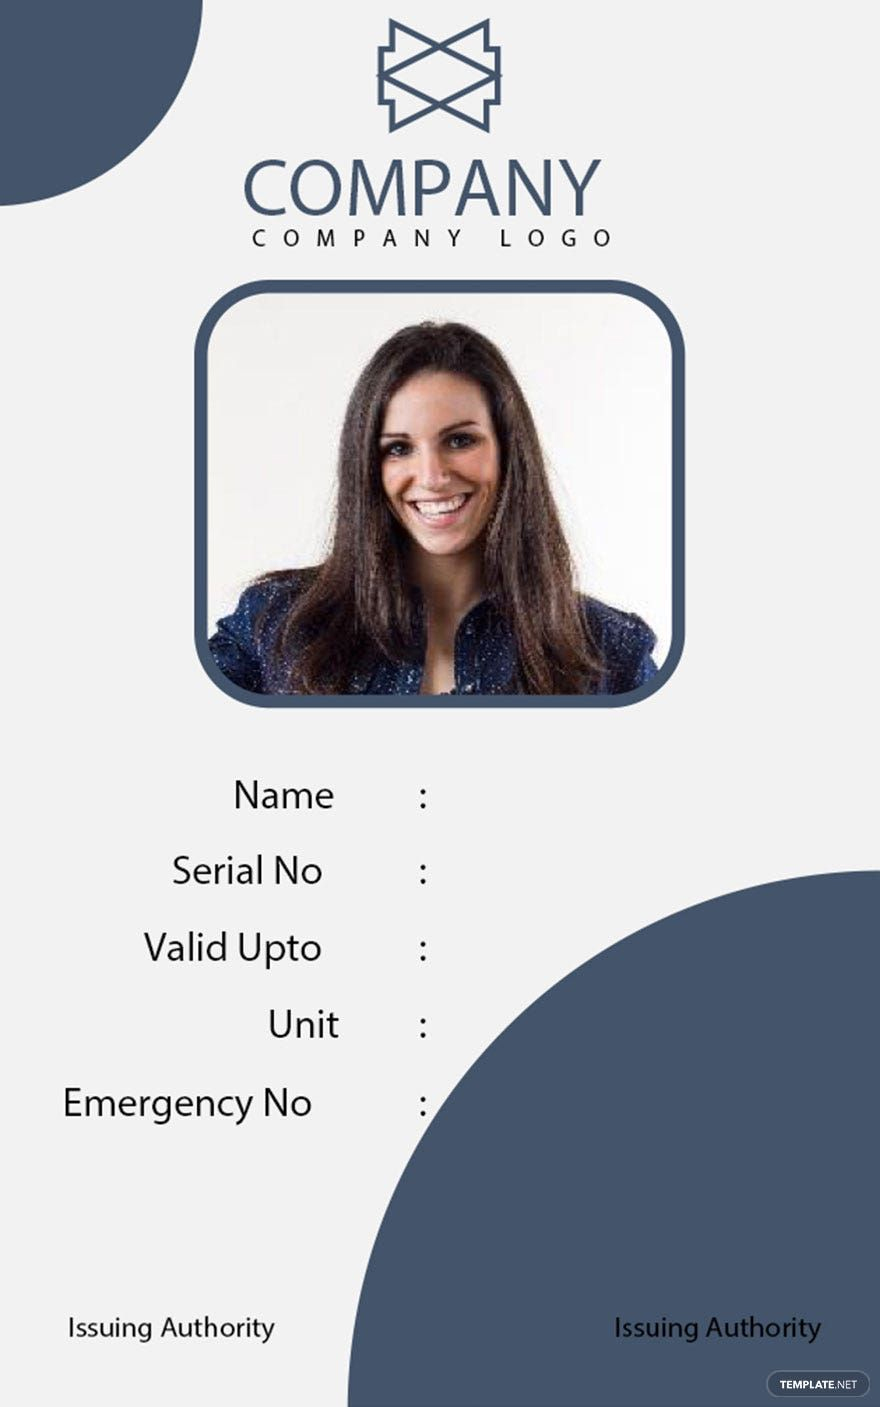 COMPANY
COMPANY LOGO
Name :
Serial No :
Valid Upto :
Unit :
Emergency No :
Issuing Authority Issuing Authority
TEMPLATE.NET